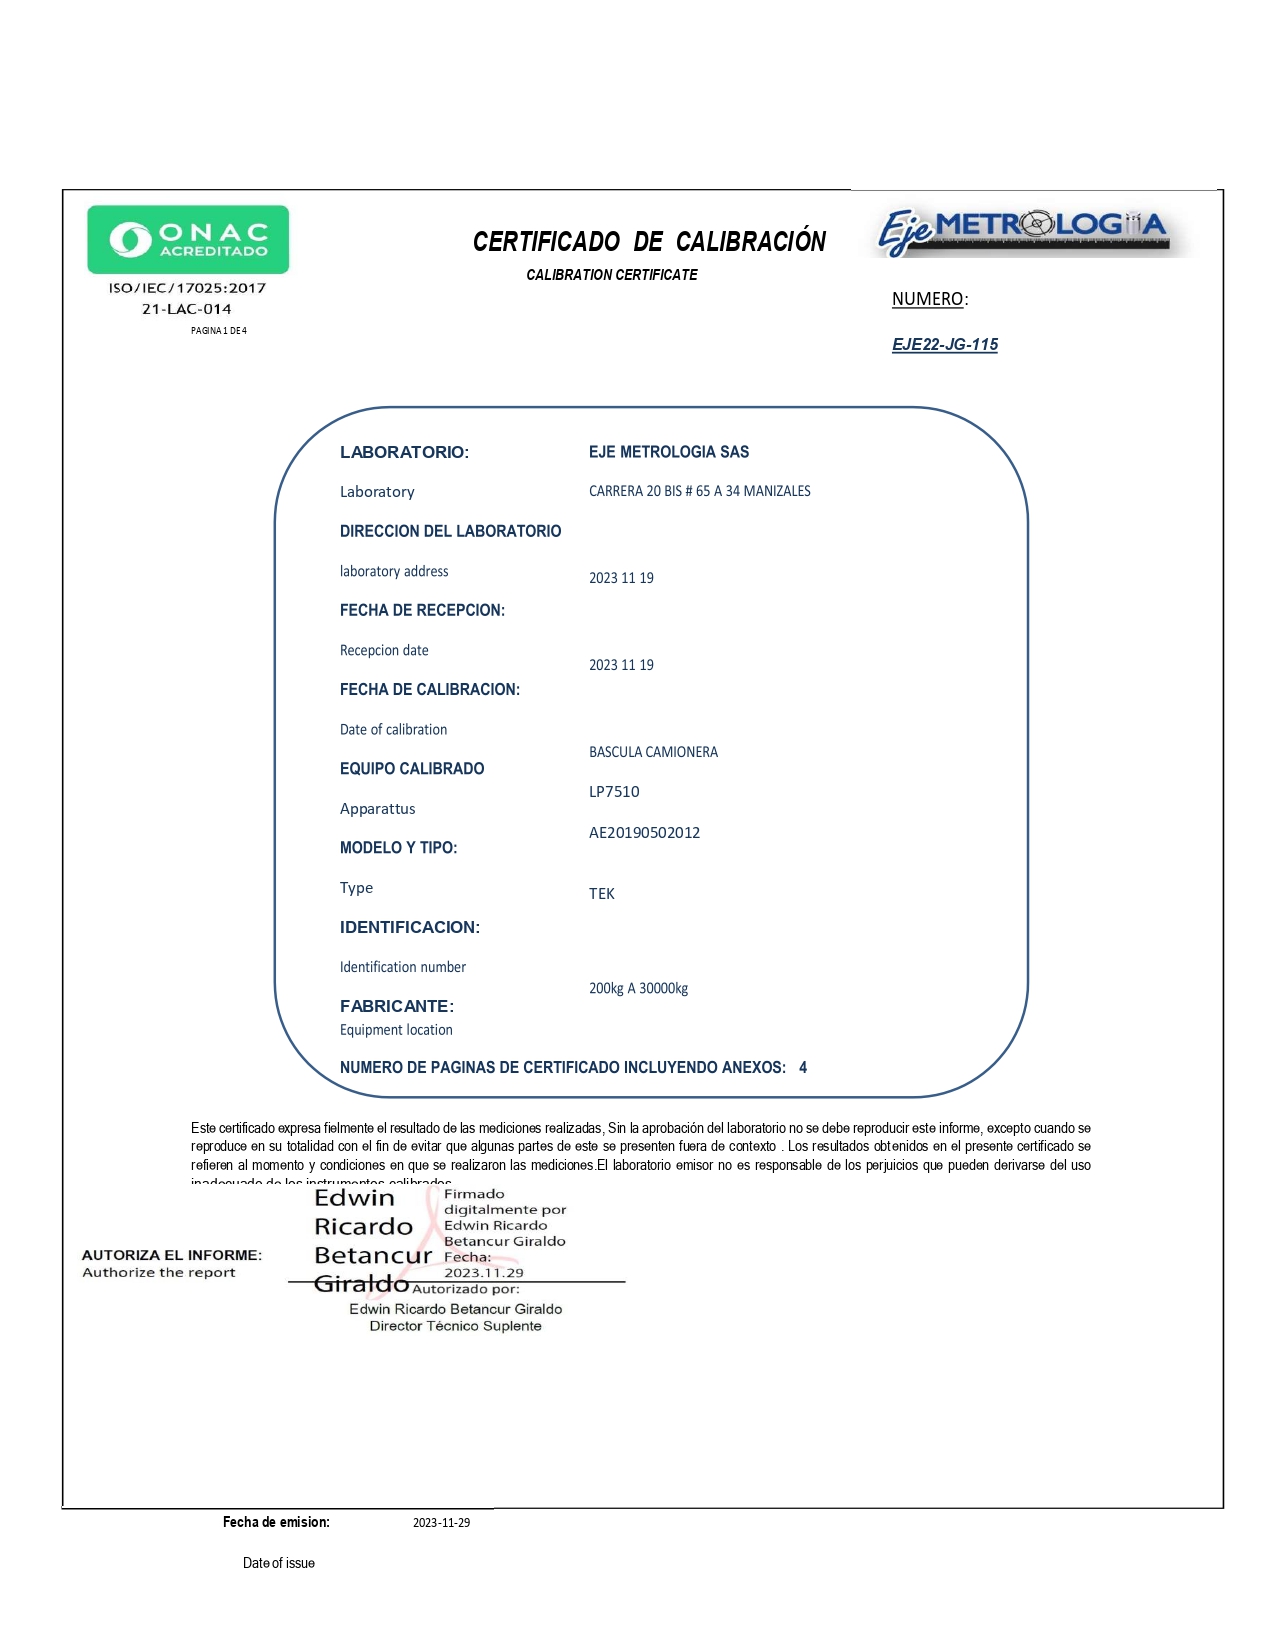 ONAC
ACREDITADO
ISO/IEC/17025:2017
21-LAC-014
PAGINA 1 DE 4
CERTIFICADO DE CALIBRACIÓN
CALIBRATION CERTIFICATE
Eje METROLOGIA
NUMERO:
EJE22-JG-115
LABORATORIO: EJE METROLOGIA SAS
Laboratory CARRERA 20 BIS # 65 A 34 MANIZALES
DIRECCION DEL LABORATORIO
laboratory address 2023 11 19
FECHA DE RECEPCION:
Recepcion date 2023 11 19
FECHA DE CALIBRACION:
Date of calibration
BASCULA CAMIONERA
EQUIPO CALIBRADO
LP7510
Apparattus
AE20190502012
MODELO Y TIPO:
Type TEK
IDENTIFICACION:
Identification number
200kg A 30000kg
FABRICANTE:
Equipment location
NUMERO DE PAGINAS DE CERTIFICADO INCLUYENDO ANEXOS: 4
Este certificado expresa fielmente el resultado de las mediciones realizadas, Sin la aprobación del laboratorio no se debe reproducir este informe, excepto cuando se
reproduce en su totalidad con el fin de evitar que algunas partes de este se presenten fuera de contexto . Los resultados obtenidos en el presente certificado se
refieren al momento y condiciones en que se realizaron las mediciones.El laboratorio emisor no es responsable de los perjuicios que pueden derivarse del uso
inadecuado de los instrumentos calibrados
Edwin
Ricardo
Betancur
Giraldo
Firmado
digitalmente por
Edwin Ricardo
Betancur Giraldo
Fecha:
2023.11.29
AUTORIZA EL INFORME:
Authorize the report
Autorizado por:
Edwin Ricardo Betancur Giraldo
Director Técnico Suplente
Fecha de emision: 2023-11-29
Date of issue